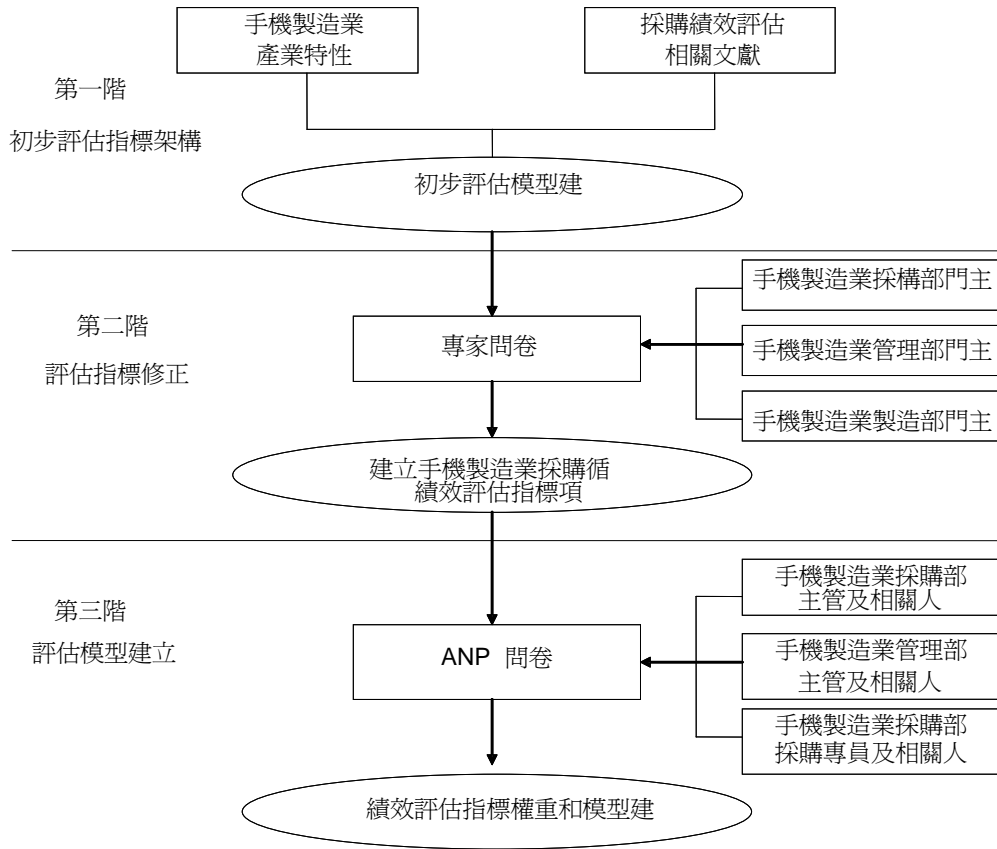 手機製造業
產業特性
採購績效評估
相關文獻
第一階
初步評估指標架構
初步評估模型建
第二階
評估指標修正
專家問卷
手機製造業採構部門主
手機製造業管理部門主
手機製造業製造部門主
建立手機製造業採購循
績效評估指標項
第三階
評估模型建立
ANP 問卷
手機製造業採購部
主管及相關人
手機製造業管理部
主管及相關人
手機製造業採購部
採購專員及相關人
績效評估指標權重和模型建